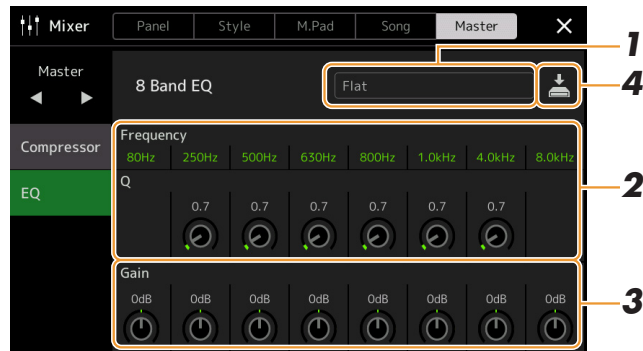 Mixer Panel Style M.Pad Song Master
1
Master
8 Band EQ Flat 4
Compressor
EQ
Frequency
80Hz 250Hz 500Hz 630Hz 800Hz 1.0kHz 4.0kHz 8.0kHz
Q 2
0.7 0.7 0.7 0.7 0.7 0.7
Gain
0dB 0dB 0dB 0dB 0dB 0dB 0dB 0dB 3